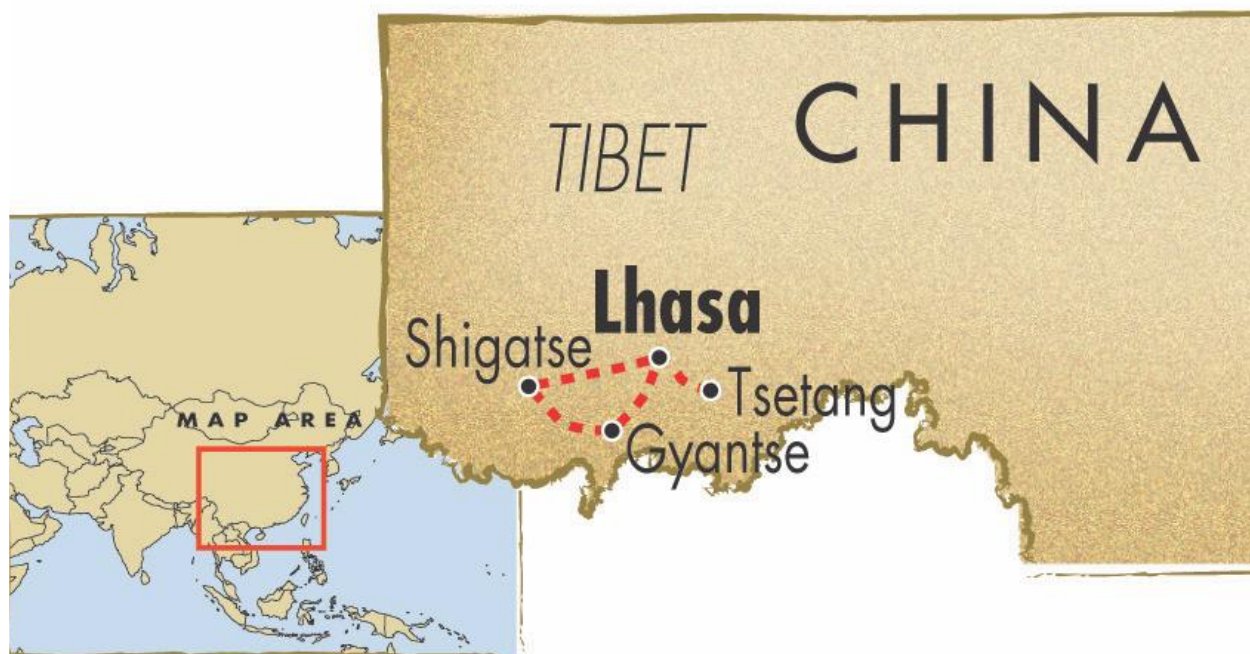 CHINA
TIBET
Lhasa
Shigatse
Tsetang
Gyantse
MAP AREA